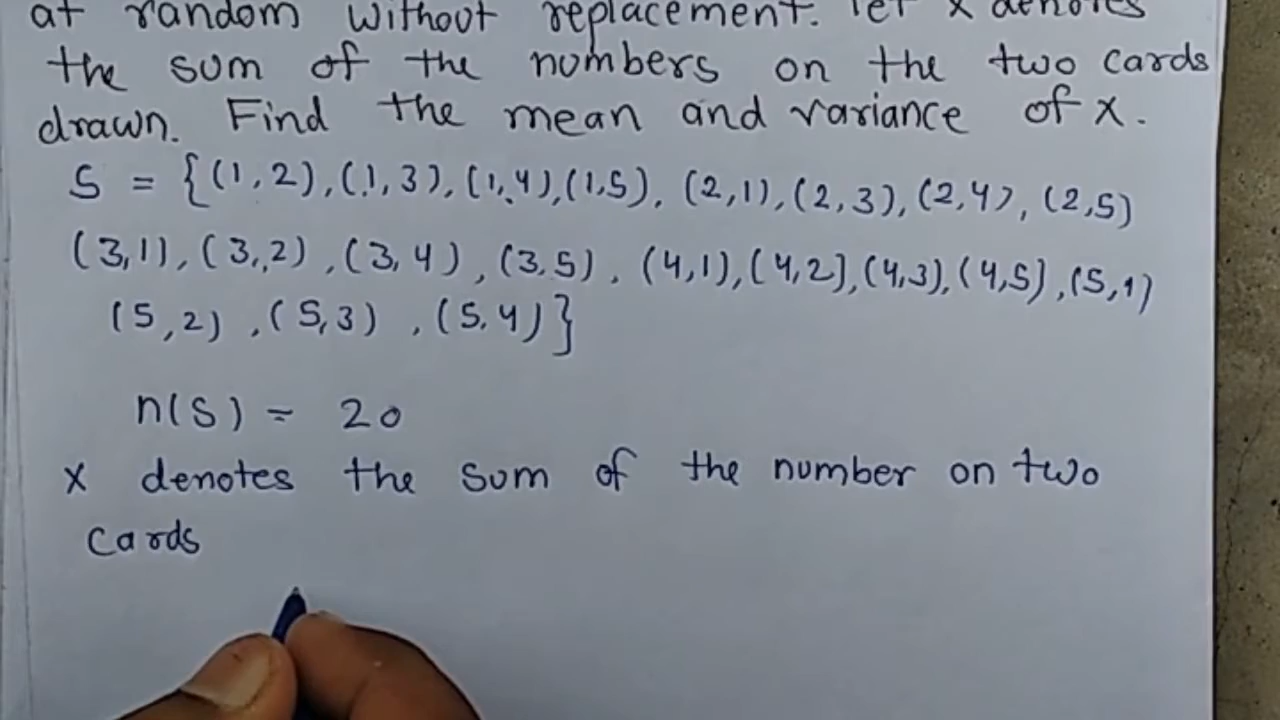 at random without replacement. let x denotes
the sum of the numbers on the two cards
drawn. Find the mean and variance of x.
S = {(1,2),(1,3),(1,4),(1,5),(2,1),(2,3),(2,4),(2,5)
(3,1),(3,2),(3,4),(3,5),(4,1),(4,2],(4,3),(4,5],(5,1)
(5,2),(5,3),(5,4)}
n(S) = 20
x denotes the sum of the number on two
cards